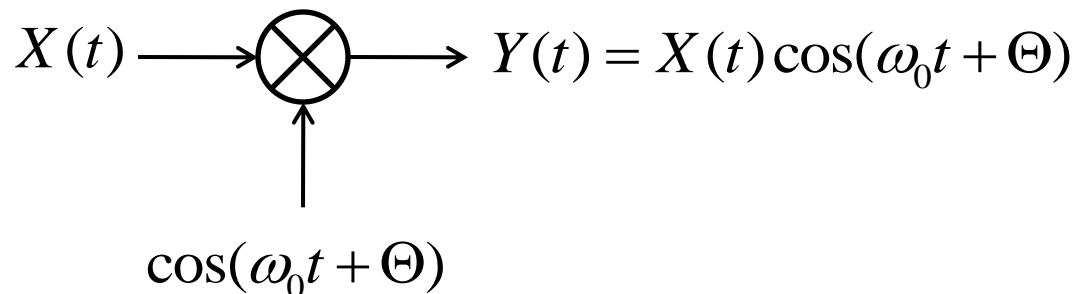 X(t) Y(t) = X(t)cos(ω₀t + Θ)
cos(ω₀t + Θ)